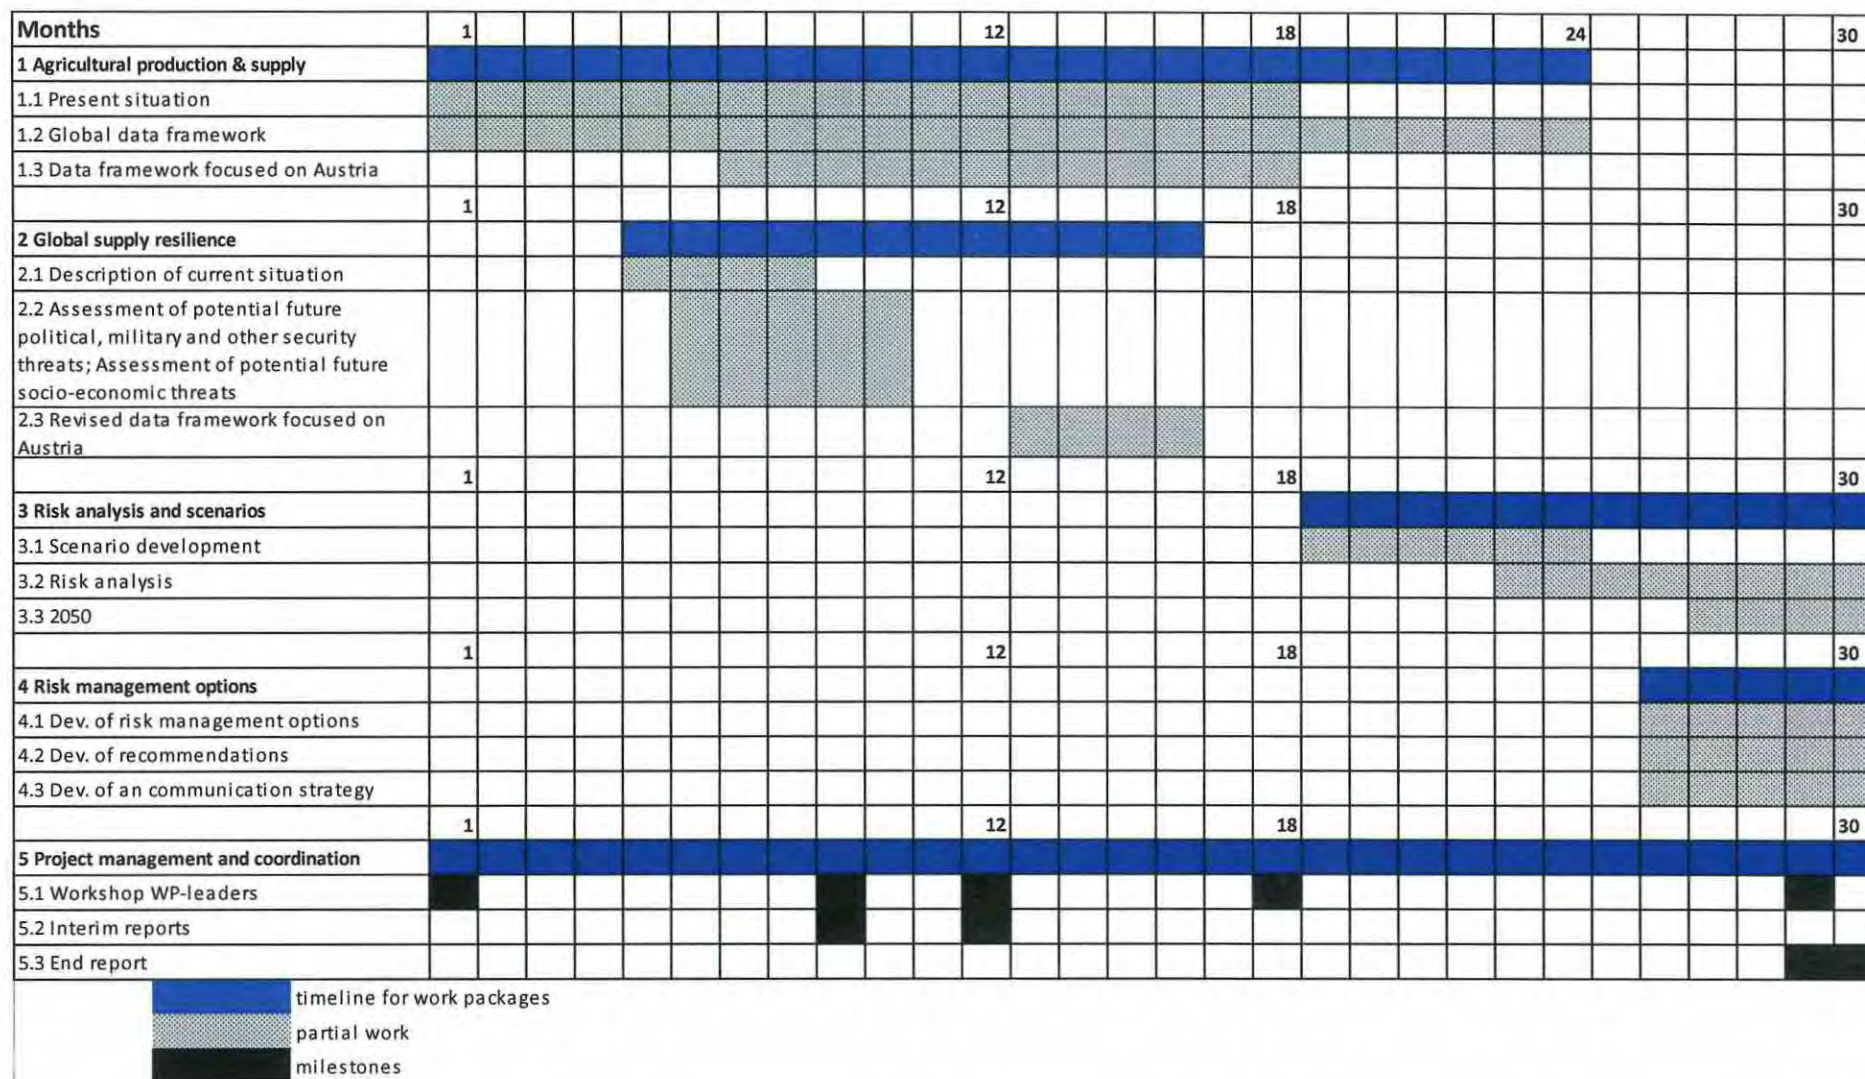 Months 1 12 18 24 30
1 Agricultural production & supply
1.1 Present situation
1.2 Global data framework
1.3 Data framework focused on Austria
1 12 18 30
2 Global supply resilience
2.1 Description of current situation
2.2 Assessment of potential future
political, military and other security
threats; Assessment of potential future
socio-economic threats
2.3 Revised data framework focused on
Austria
1 12 18 30
3 Risk analysis and scenarios
3.1 Scenario development
3.2 Risk analysis
3.3 2050
1 12 18 30
4 Risk management options
4.1 Dev. of risk management options
4.2 Dev. of recommendations
4.3 Dev. of an communication strategy
1 12 18 30
5 Project management and coordination
5.1 Workshop WP-leaders
5.2 Interim reports
5.3 End report
timeline for work packages
partial work
milestones